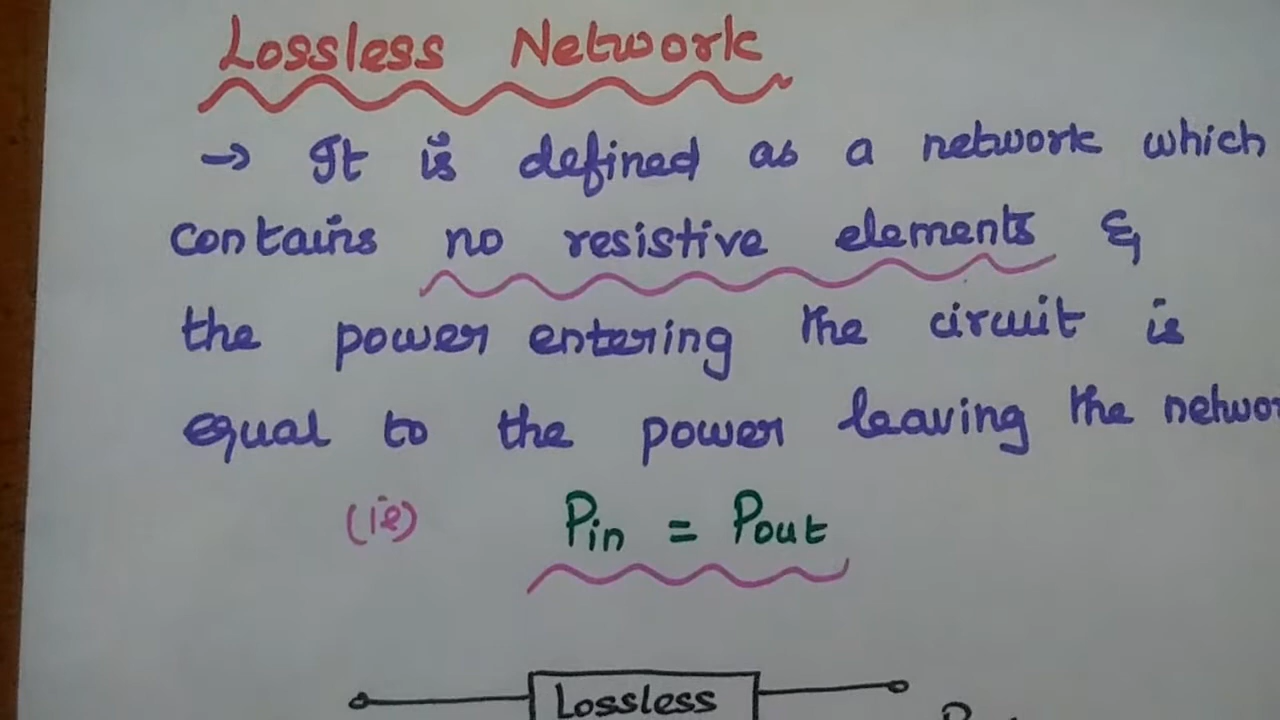 Lossless Network
→ It is defined as a network which
contains no resistive elements &
the power entering the circuit is
equal to the power leaving the
(ie) Pin = Pout
Lossless